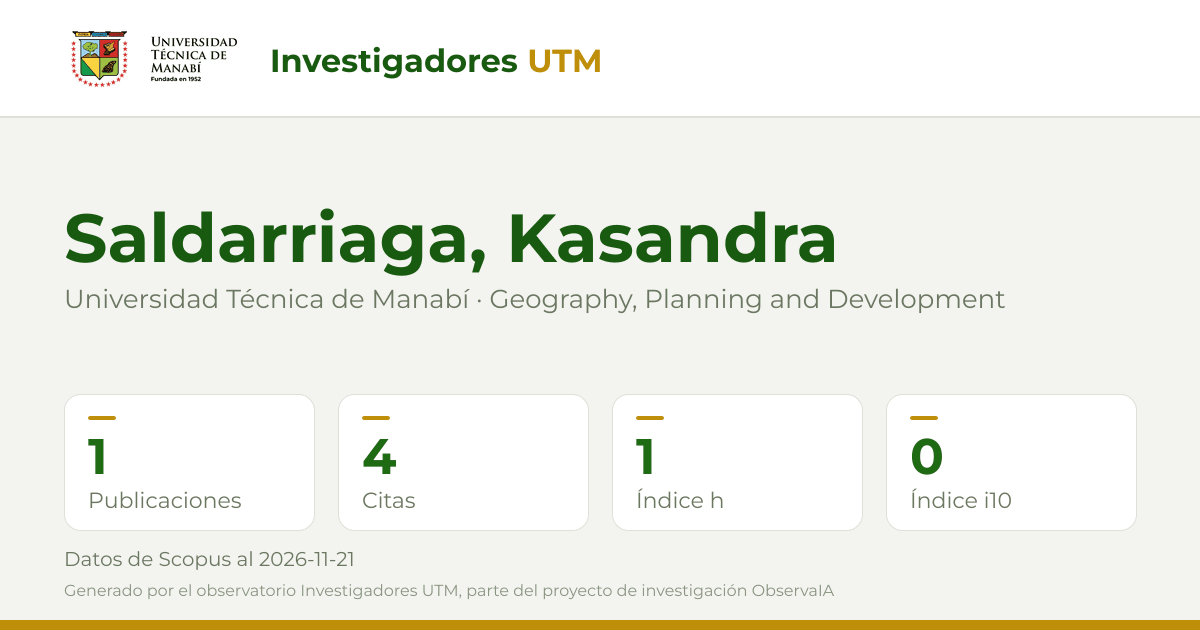 UNIVERSIDAD
TÉCNICA DE
MANABÍ
Fundada en 1952
Investigadores UTM
Saldarriaga, Kasandra
Universidad Técnica de Manabí · Geography, Planning and Development
1
Publicaciones
4
Citas
1
Índice h
0
Índice i10
Datos de Scopus al 2026-11-21
Generado por el observatorio Investigadores UTM, parte del proyecto de investigación ObservaIA